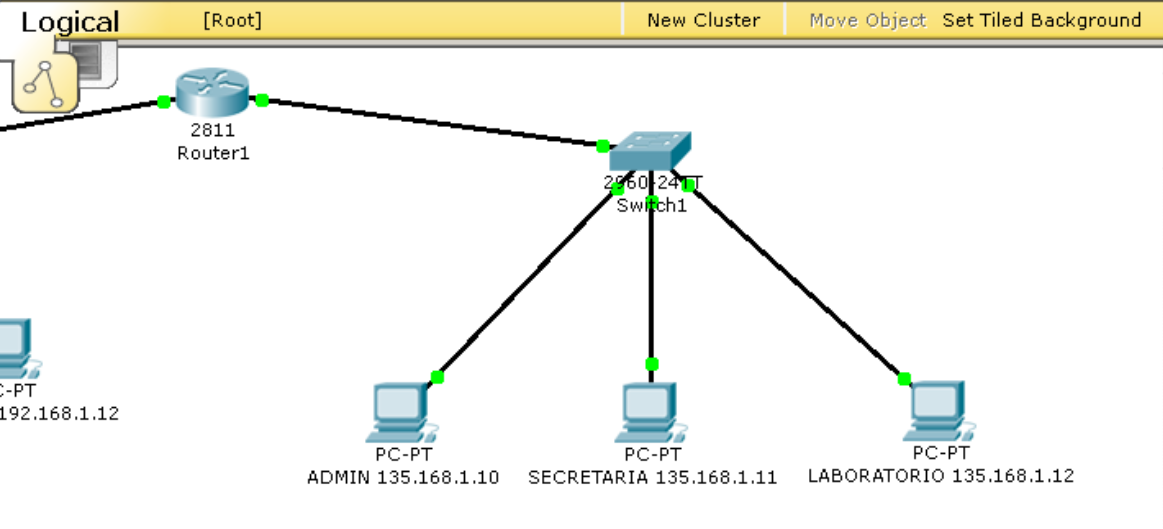 Logical [Root] New Cluster Move Object Set Tiled Background
2811
Router1
2960-24TT
Switch1
C-PT
192.168.1.12
PC-PT
ADMIN 135.168.1.10
PC-PT
SECRETARIA 135.168.1.11
PC-PT
LABORATORIO 135.168.1.12